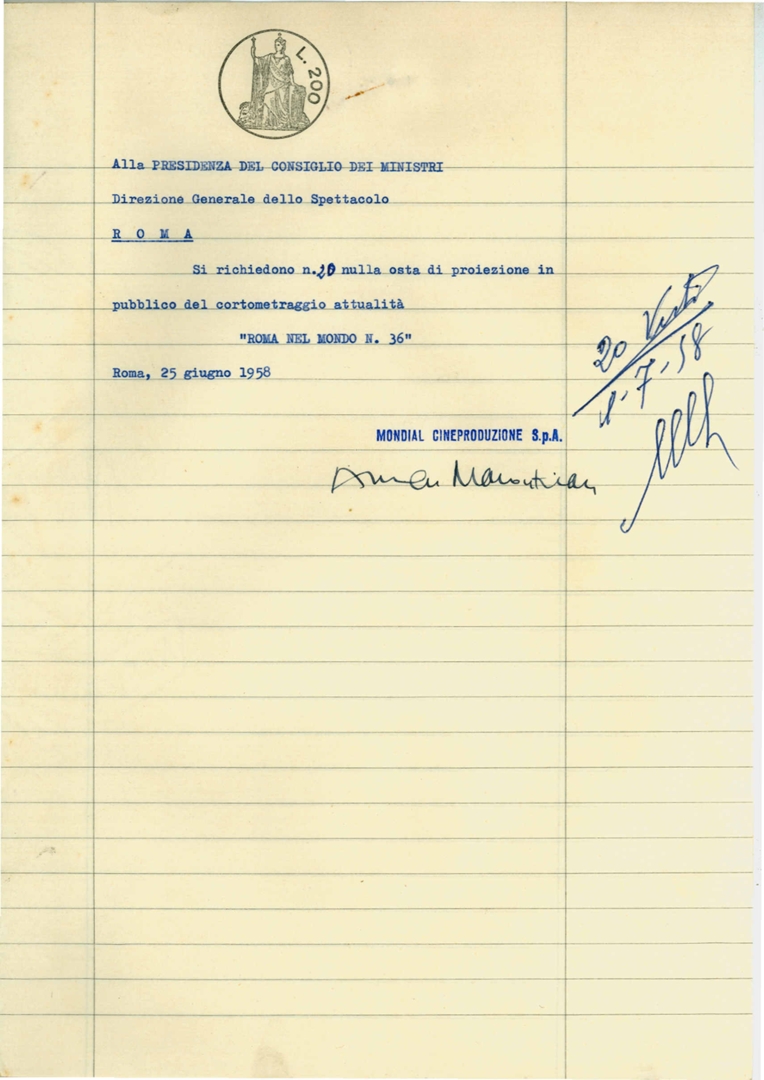 L. 200
Alla PRESIDENZA DEL CONSIGLIO DEI MINISTRI
Direzione Generale dello Spettacolo
R O M A
Si richiedono n.20 nulla osta di proiezione in
pubblico del cortometraggio attualità
"ROMA NEL MONDO N. 36"
Roma, 25 giugno 1958
MONDIAL CINEPRODUZIONE S.p.A.
20 Visti
1-7-58